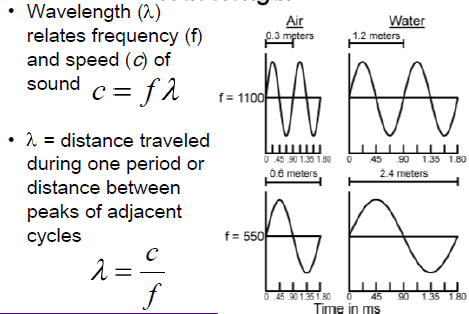 • Wavelength (λ)
relates frequency (f)
and speed (c) of
sound c = f λ
• λ = distance traveled
during one period or
distance between
peaks of adjacent
cycles
λ = c / f
Air Water
0.3 meters 1.2 meters
f = 1100
0 .45 .90 1.35 1.80 0 .45 .90 1.35 1.80
0.6 meters 2.4 meters
f = 550
0 .45 .90 1.35 1.80 0 .45 .90 1.35 1.80
Time in ms